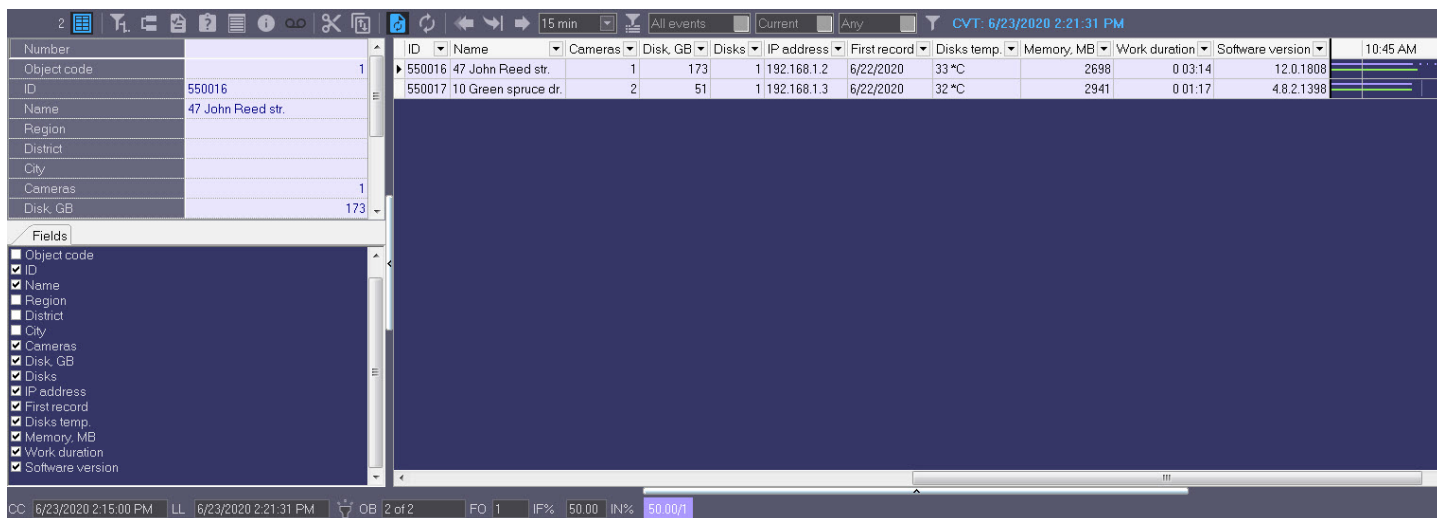 2 15 min All events Current Any CVT: 6/23/2020 2:21:31 PM
Number
Object code 1
ID 550016
Name 47 John Reed str.
Region
District
City
Cameras 1
Disk, GB 173
Fields
Object code
ID
Name
Region
District
City
Cameras
Disk, GB
Disks
IP address
First record
Disks temp.
Memory, MB
Work duration
Software version
ID Name Cameras Disk, GB Disks IP address First record Disks temp. Memory, MB Work duration Software version 10:45 AM
550016 47 John Reed str. 1 173 1 192.168.1.2 6/22/2020 33 *C 2698 0 03:14 12.0.1808
550017 10 Green spruce dr. 2 51 1 192.168.1.3 6/22/2020 32 *C 2941 0 01:17 4.8.2.1398
CC 6/23/2020 2:15:00 PM LL 6/23/2020 2:21:31 PM OB 2 of 2 FO 1 IF% 50.00 IN% 50.00/1